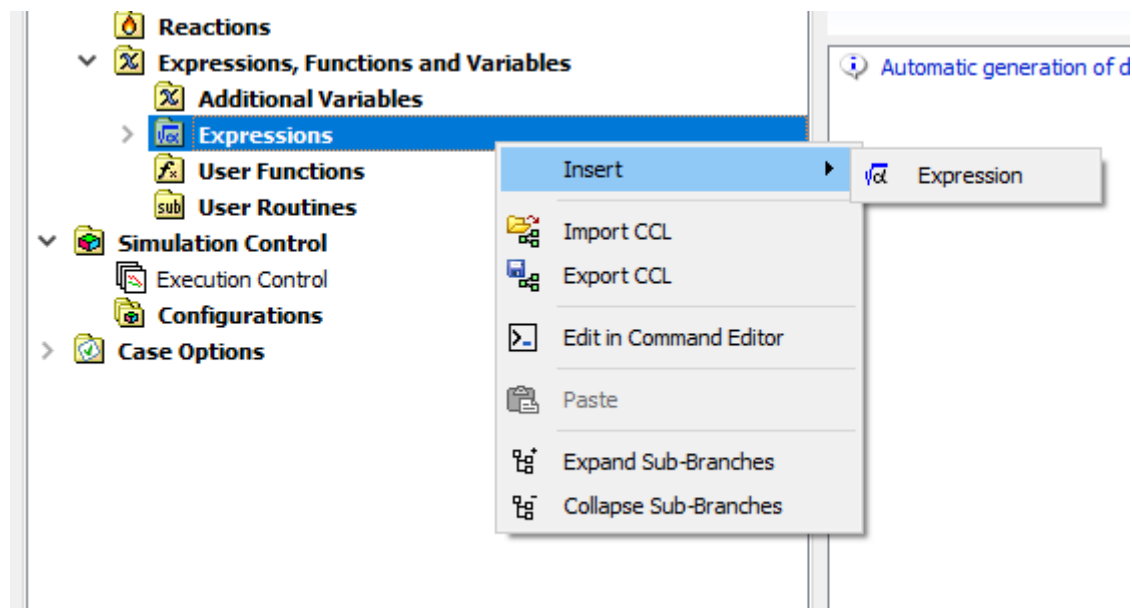 Reactions
Expressions, Functions and Variables
Automatic generation of d
Additional Variables
Expressions
User Functions
sub User Routines
Simulation Control
Execution Control
Configurations
Case Options
Insert
Expression
Import CCL
Export CCL
Edit in Command Editor
Paste
Expand Sub-Branches
Collapse Sub-Branches